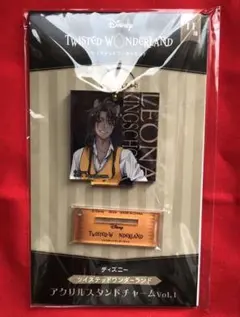 Disney
TWISTED WONDERLAND
11
LEONA
KINGSCH
Disney
TWISTED WONDERLAND
ディズニー
ツイステッドワンダーランド
アクリルスタンドチャームVol.1